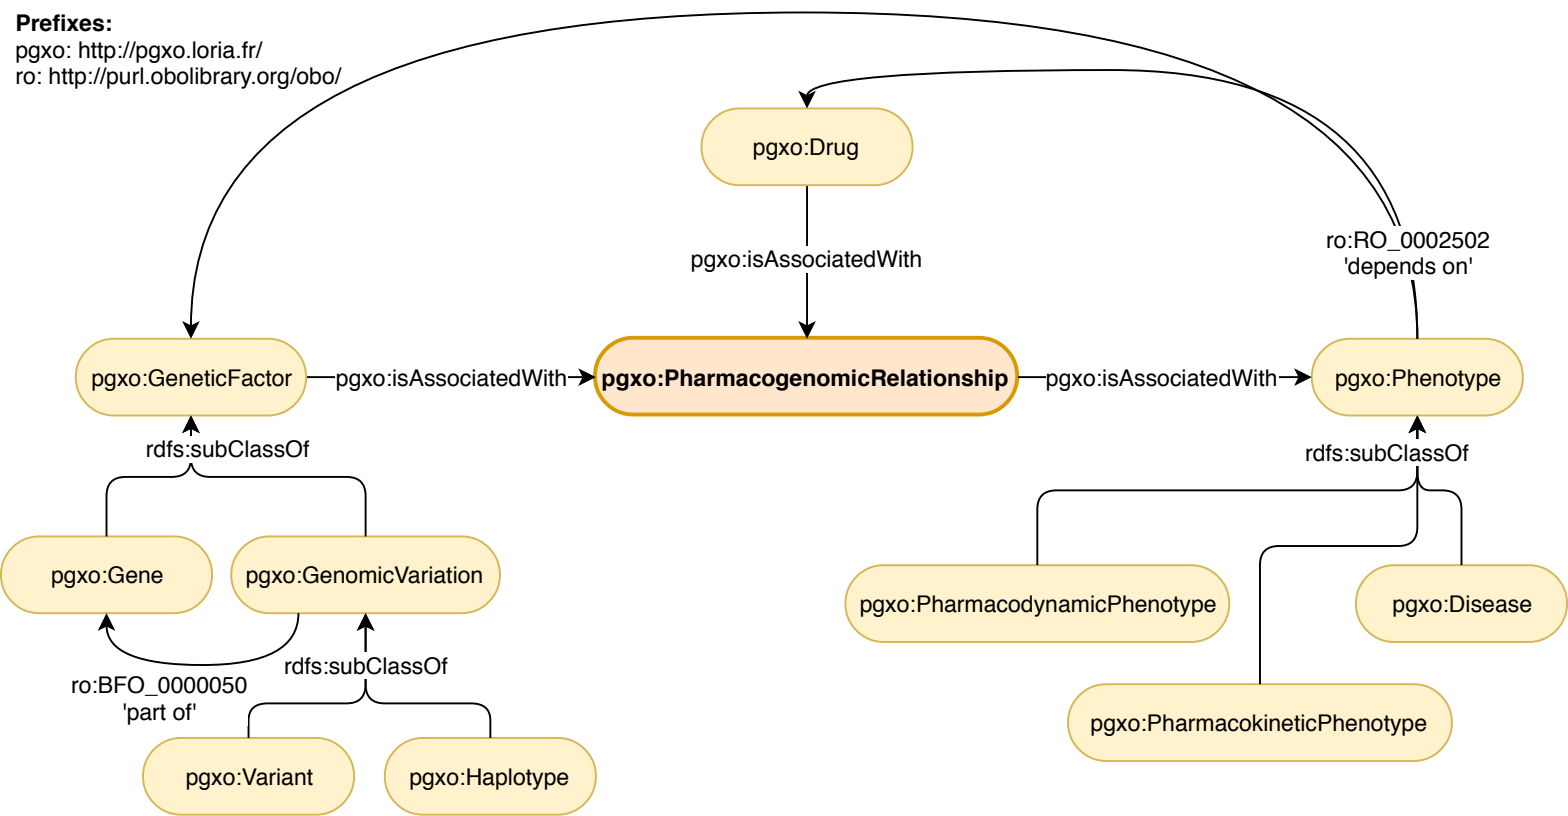 Prefixes:
pgxo: http://pgxo.loria.fr/
ro: http://purl.obolibrary.org/obo/
pgxo:Drug
ro:RO_0002502
'depends on'
pgxo:isAssociatedWith
pgxo:GeneticFactor
pgxo:isAssociatedWith
pgxo:PharmacogenomicRelationship
pgxo:isAssociatedWith
pgxo:Phenotype
rdfs:subClassOf
rdfs:subClassOf
pgxo:Gene
pgxo:GenomicVariation
pgxo:PharmacodynamicPhenotype
pgxo:Disease
rdfs:subClassOf
ro:BFO_0000050
'part of'
pgxo:PharmacokineticPhenotype
pgxo:Variant
pgxo:Haplotype